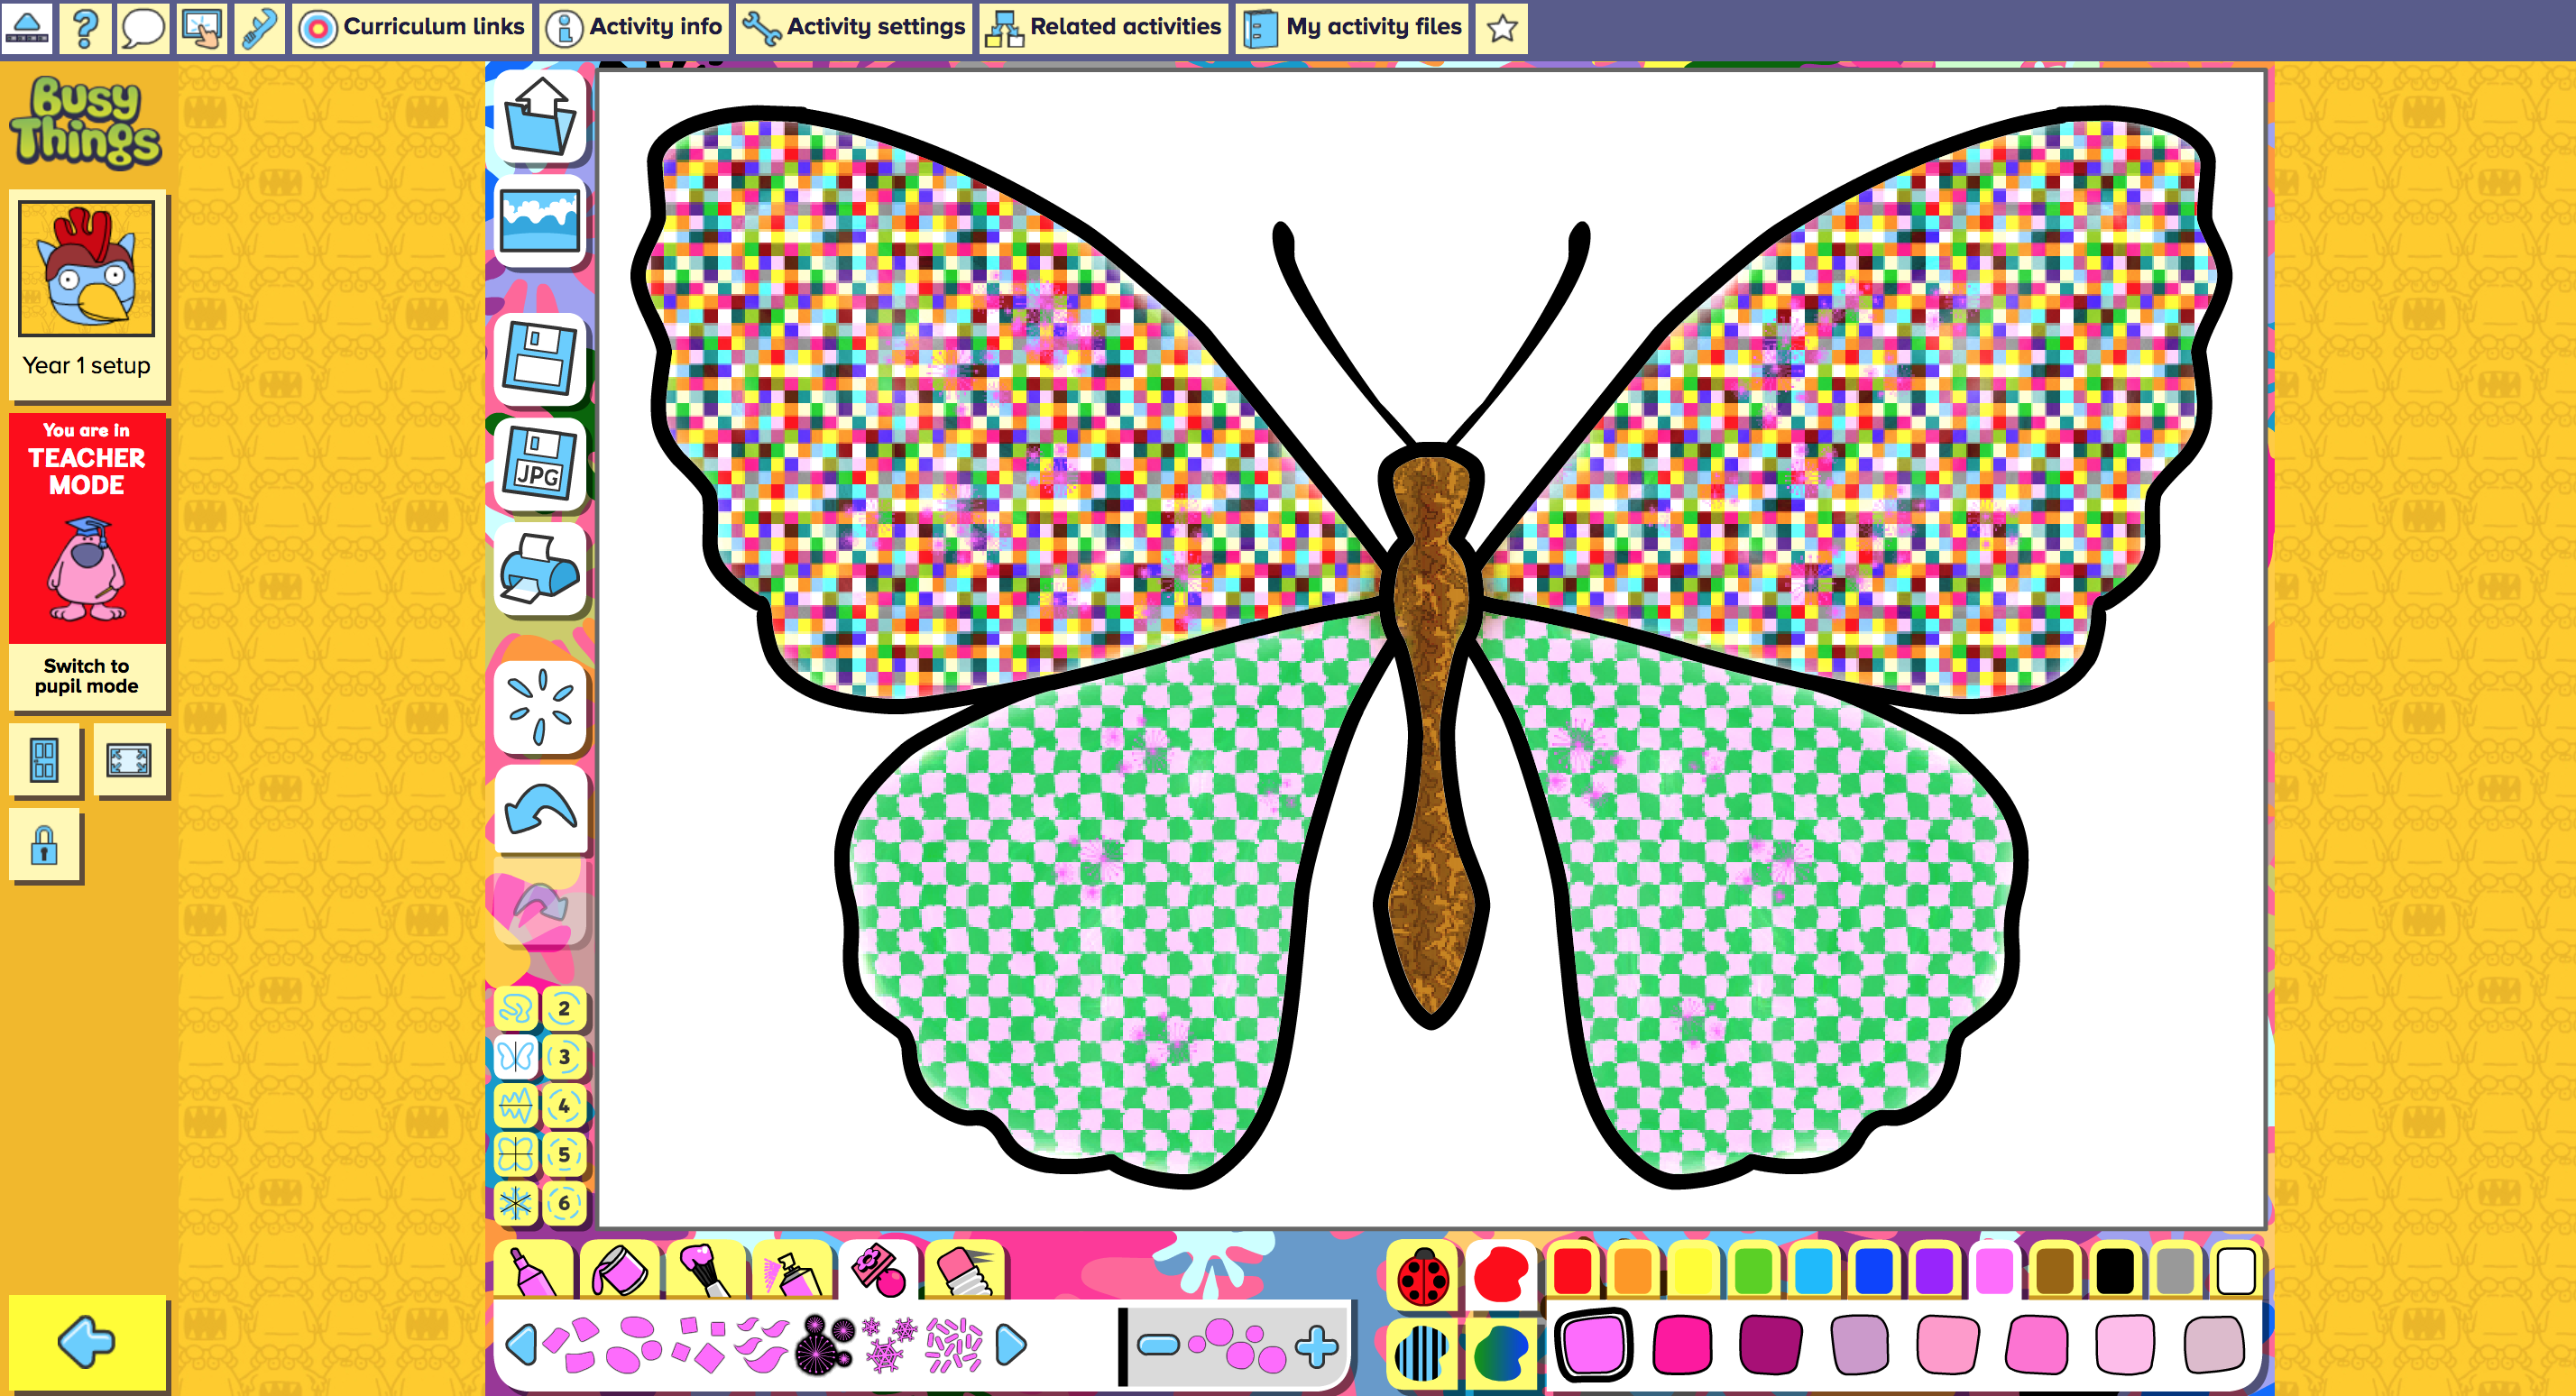 Curriculum links
Activity info
Activity settings
Related activities
My activity files
Busy
Things
Year 1 setup
You are in
TEACHER
MODE
Switch to
pupil mode
JPG
2
3
4
5
6